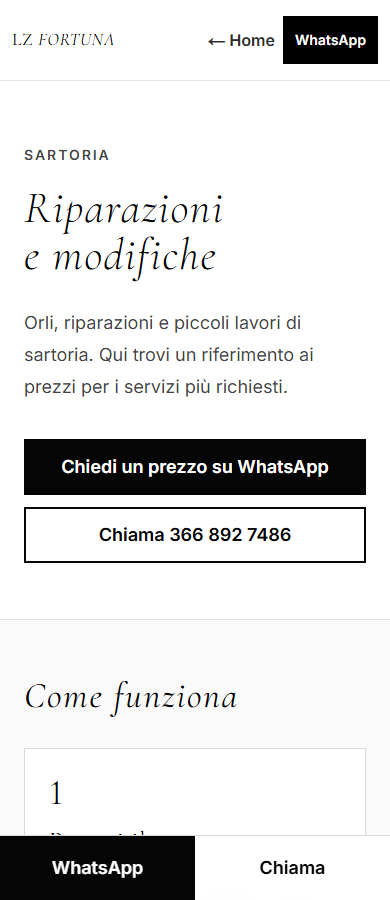 LZ FORTUNA
← Home
WhatsApp
SARTORIA
Riparazioni
e modifiche
Orli, riparazioni e piccoli lavori di
sartoria. Qui trovi un riferimento ai
prezzi per i servizi più richiesti.
Chiedi un prezzo su WhatsApp
Chiama 366 892 7486
Come funziona
1
WhatsApp
Chiama